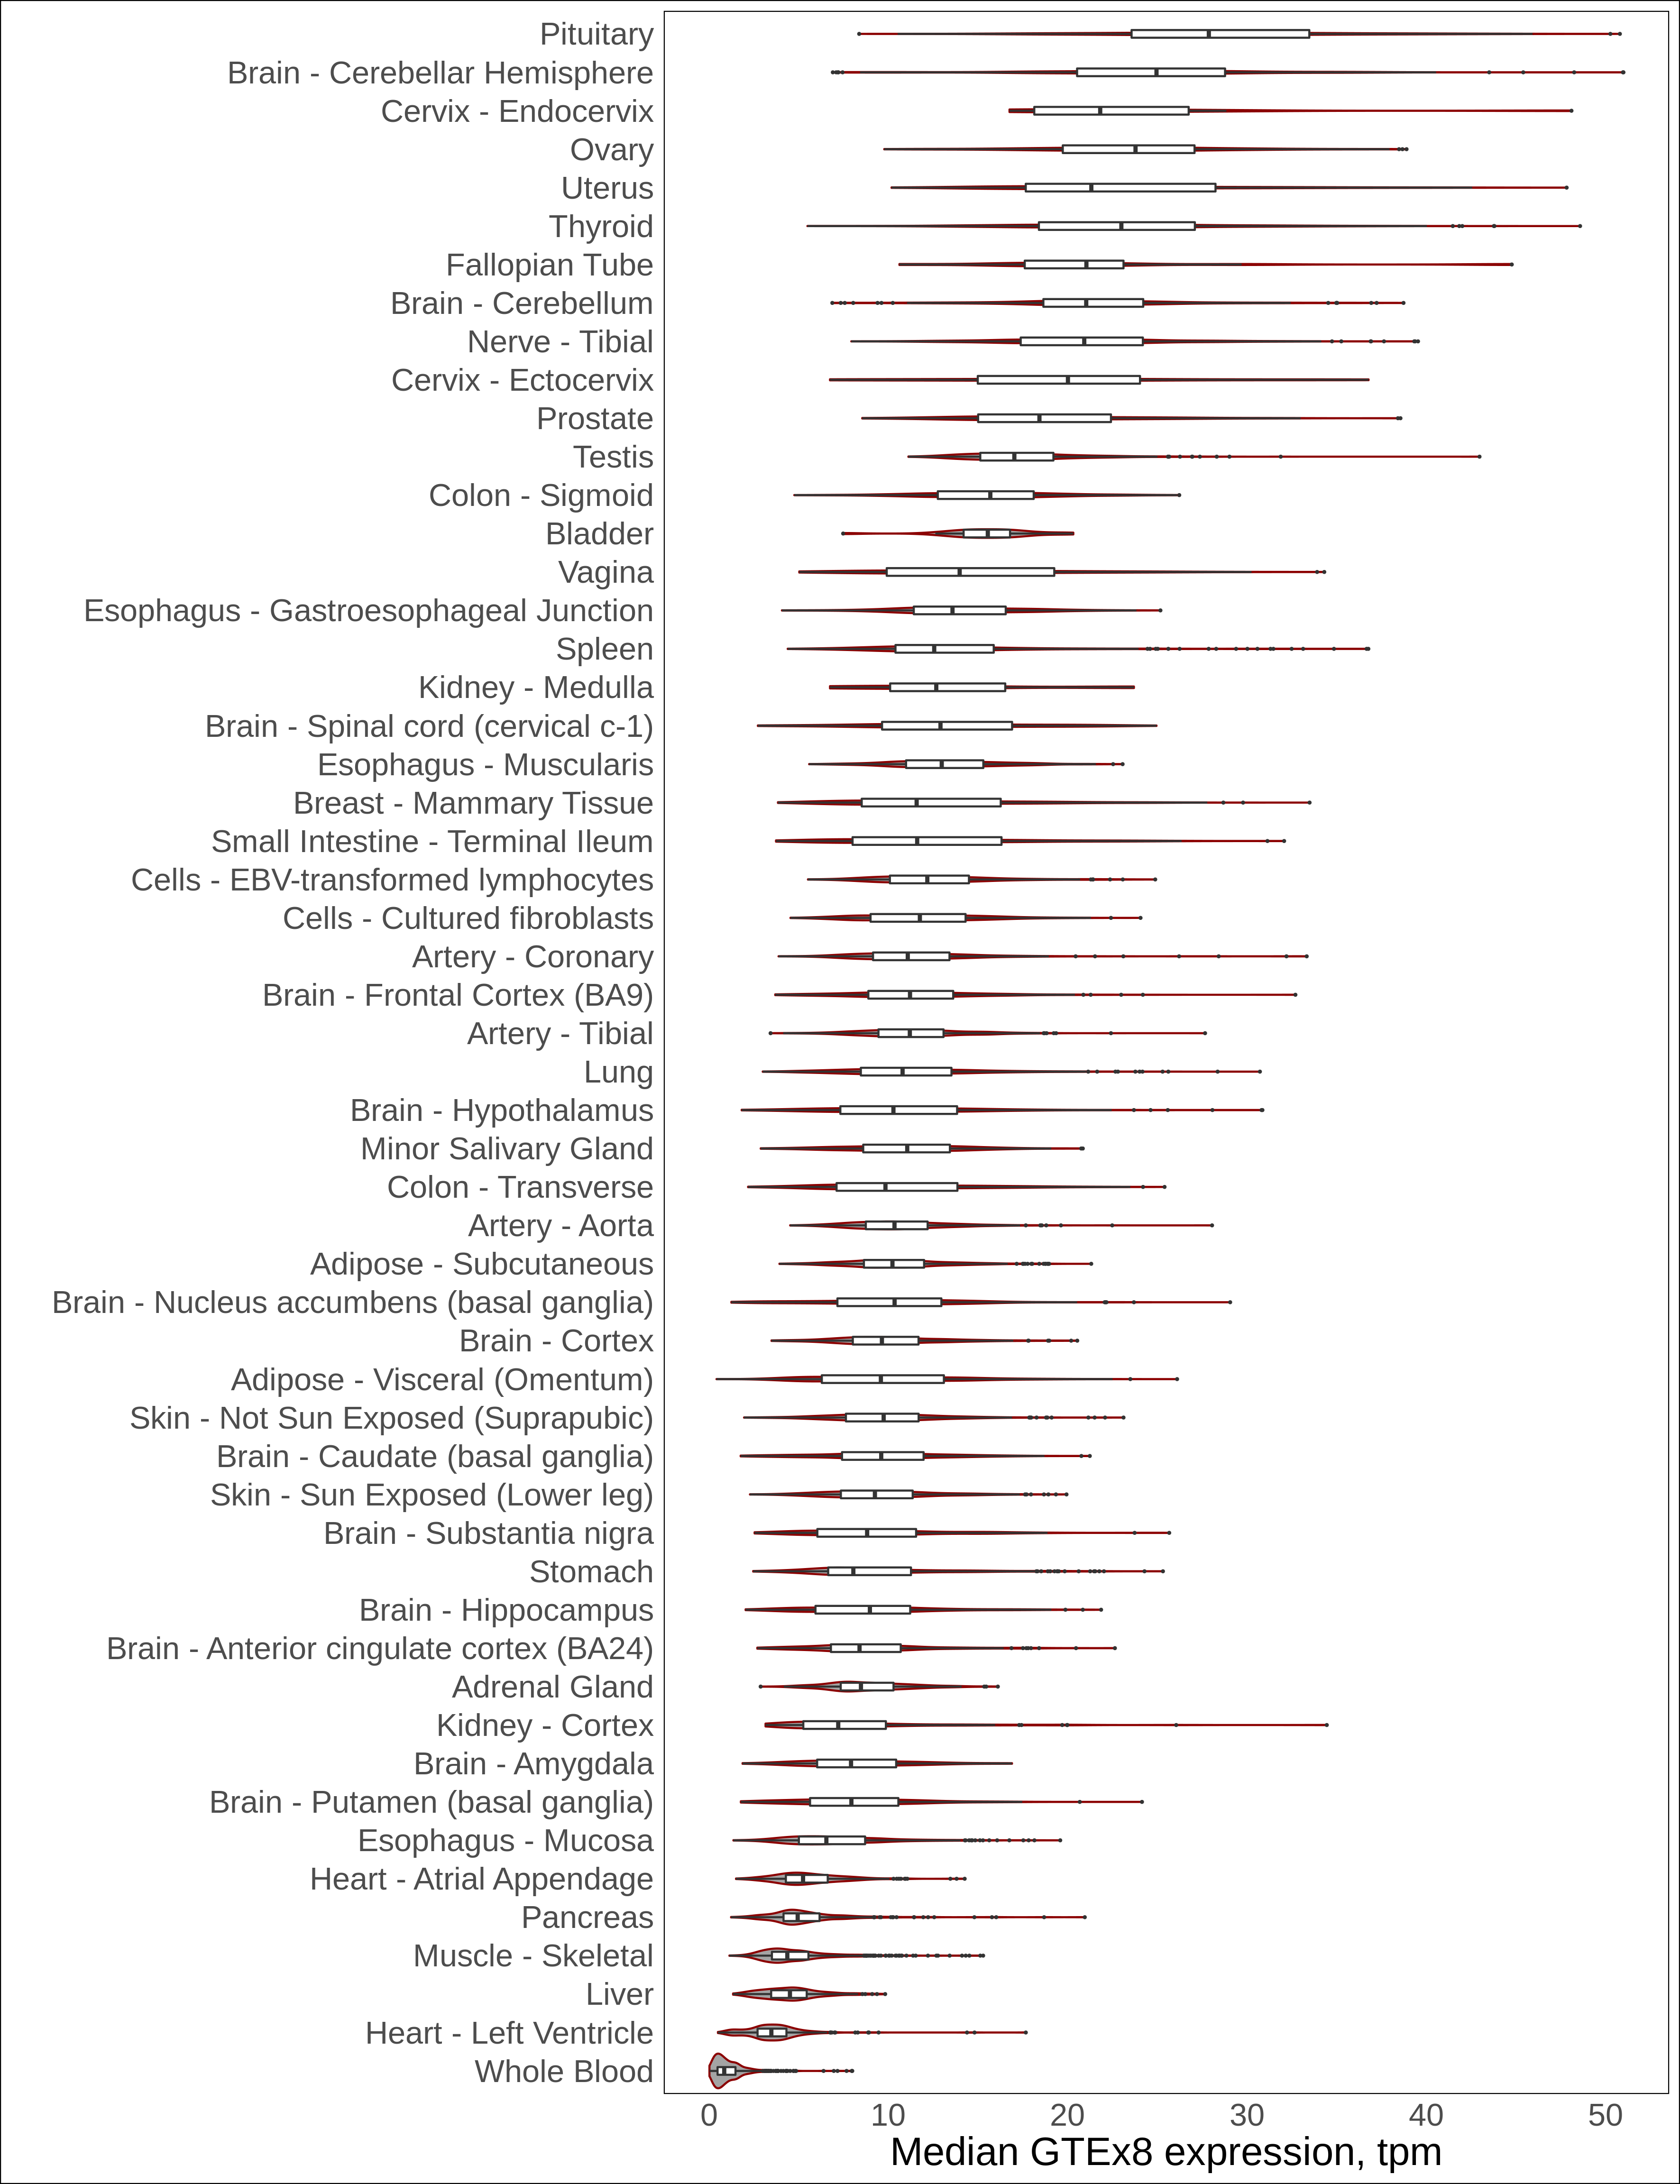 Pituitary
Brain - Cerebellar Hemisphere
Cervix - Endocervix
Ovary
Uterus
Thyroid
Fallopian Tube
Brain - Cerebellum
Nerve - Tibial
Cervix - Ectocervix
Prostate
Testis
Colon - Sigmoid
Bladder
Vagina
Esophagus - Gastroesophageal Junction
Spleen
Kidney - Medulla
Brain - Spinal cord (cervical c-1)
Esophagus - Muscularis
Breast - Mammary Tissue
Small Intestine - Terminal Ileum
Cells - EBV-transformed lymphocytes
Cells - Cultured fibroblasts
Artery - Coronary
Brain - Frontal Cortex (BA9)
Artery - Tibial
Lung
Brain - Hypothalamus
Minor Salivary Gland
Colon - Transverse
Artery - Aorta
Adipose - Subcutaneous
Brain - Nucleus accumbens (basal ganglia)
Brain - Cortex
Adipose - Visceral (Omentum)
Skin - Not Sun Exposed (Suprapubic)
Brain - Caudate (basal ganglia)
Skin - Sun Exposed (Lower leg)
Brain - Substantia nigra
Stomach
Brain - Hippocampus
Brain - Anterior cingulate cortex (BA24)
Adrenal Gland
Kidney - Cortex
Brain - Amygdala
Brain - Putamen (basal ganglia)
Esophagus - Mucosa
Heart - Atrial Appendage
Pancreas
Muscle - Skeletal
Liver
Heart - Left Ventricle
Whole Blood
0 10 20 30 40 50
Median GTEx8 expression, tpm